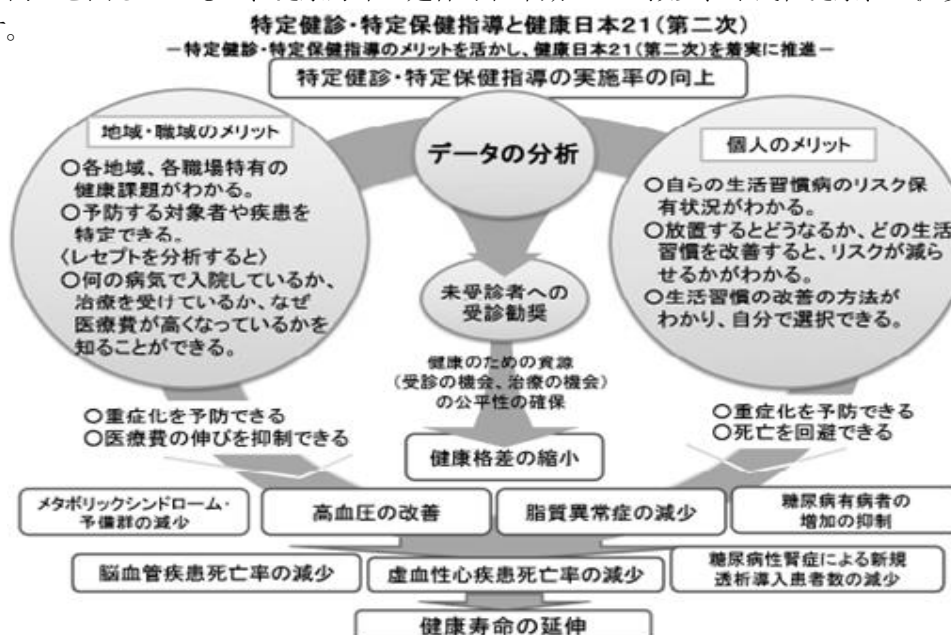 す。
特定健診・特定保健指導と健康日本21(第二次)
－特定健診・特定保健指導のメリットを活かし、健康日本21(第二次)を着実に推進－
特定健診・特定保健指導の実施率の向上
地域・職域のメリット
〇各地域、各職場特有の
健康課題がわかる。
〇予防する対象者や疾患を
特定できる。
〈レセプトを分析すると〉
〇何の病気で入院しているか、
治療を受けているか、なぜ
医療費が高くなっているかを
知ることができる。
データの分析
未受診者への
受診勧奨
個人のメリット
〇自らの生活習慣病のリスク保
有状況がわかる。
〇放置するとどうなるか、どの生活
習慣を改善すると、リスクが減ら
せるかがわかる。
〇生活習慣の改善の方法が
わかり、自分で選択できる。
健康のための資源
(受診の機会、治療の機会)
の公平性の確保
〇重症化を予防できる
〇医療費の伸びを抑制できる
〇重症化を予防できる
〇死亡を回避できる
健康格差の縮小
メタボリックシンドローム・
予備群の減少
高血圧の改善
脂質異常症の減少
糖尿病有病者の
増加の抑制
脳血管疾患死亡率の減少
虚血性心疾患死亡率の減少
糖尿病性腎症による新規
透析導入患者数の減少
健康寿命の延伸